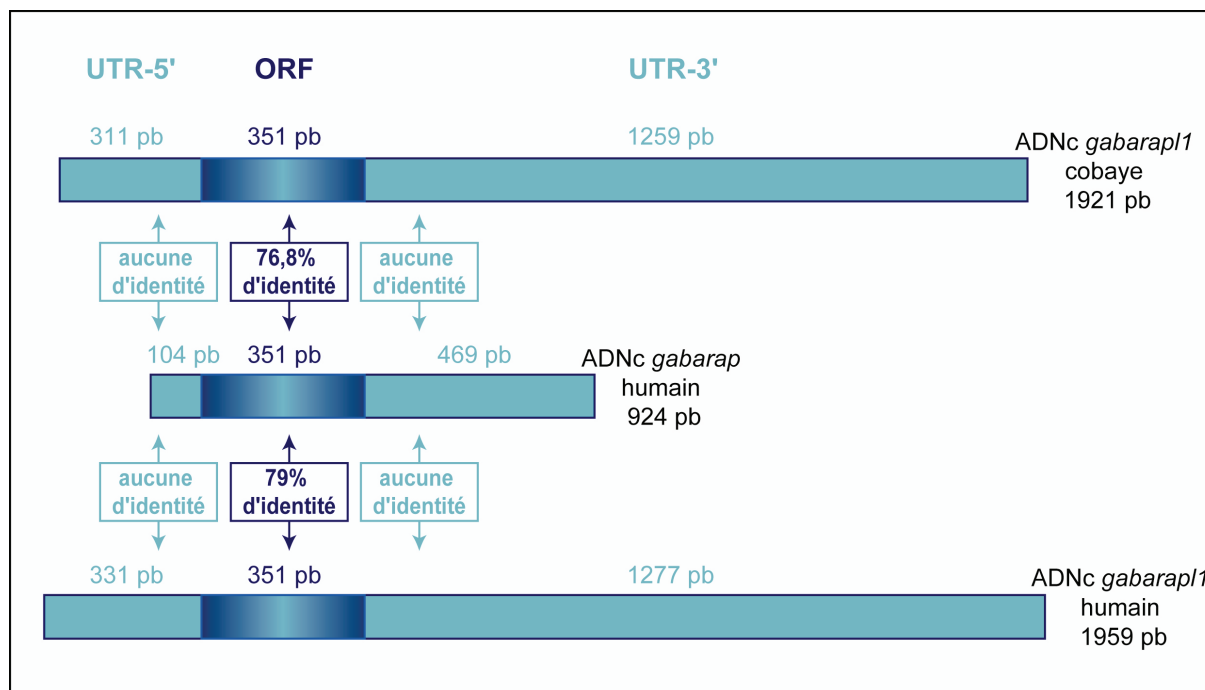 UTR-5' ORF UTR-3'
311 pb 351 pb 1259 pb
ADNc gabarapl1
cobaye
1921 pb
aucune
d'identité
76,8%
d'identité
aucune
d'identité
104 pb 351 pb 469 pb
ADNc gabarap
humain
924 pb
aucune
d'identité
79%
d'identité
aucune
d'identité
331 pb 351 pb 1277 pb
ADNc gabarapl1
humain
1959 pb